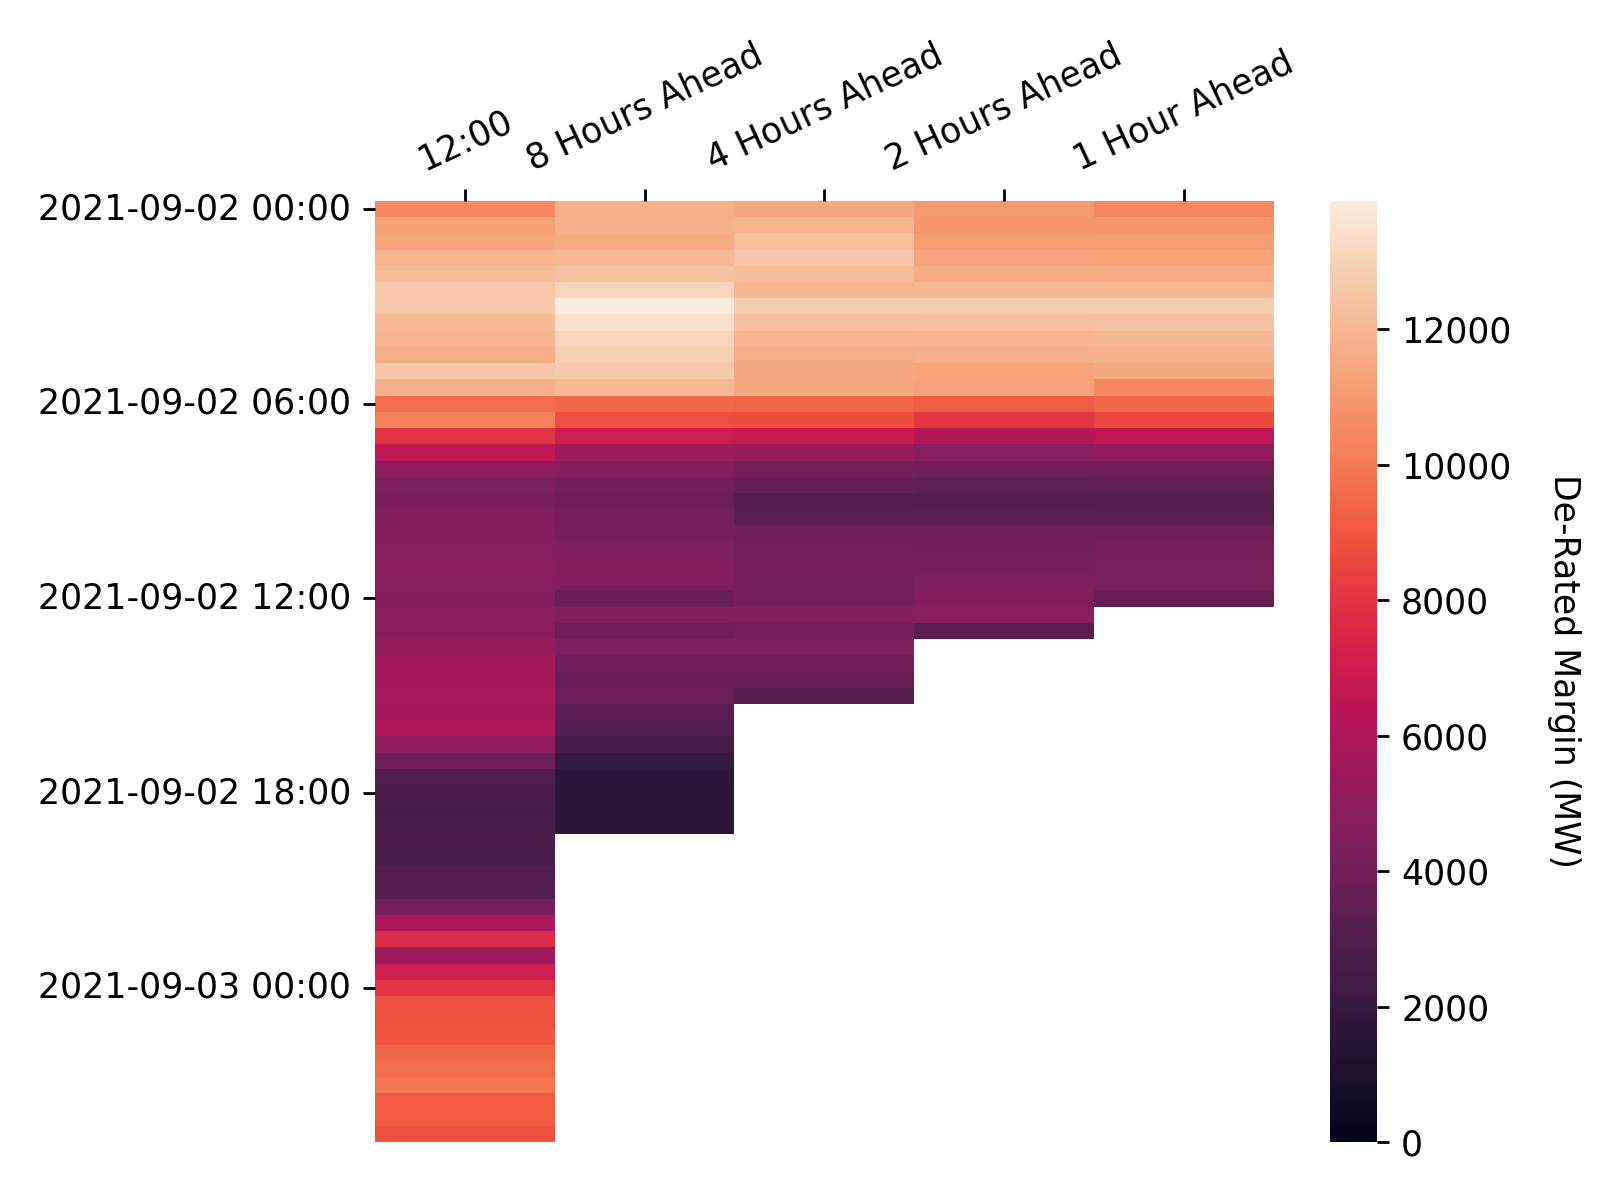 12:00
8 Hours Ahead
4 Hours Ahead
2 Hours Ahead
1 Hour Ahead
2021-09-02 00:00
2021-09-02 06:00
2021-09-02 12:00
2021-09-02 18:00
2021-09-03 00:00
12000
10000
8000
6000
4000
2000
0
De-Rated Margin (MW)